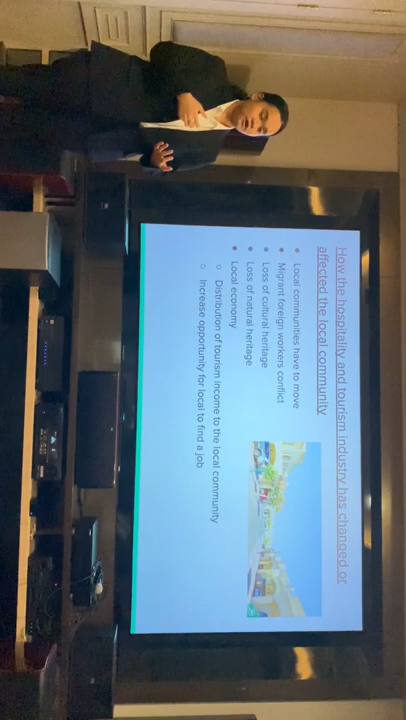 How the hospitality and tourism industry has changed or
affected the local community
● Local communities have to move
● Migrant foreign workers conflict
● Loss of cultural heritage
● Loss of natural heritage
● Local economy
○ Distribution of tourism income to the local community
○ Increase opportunity for local to find a job